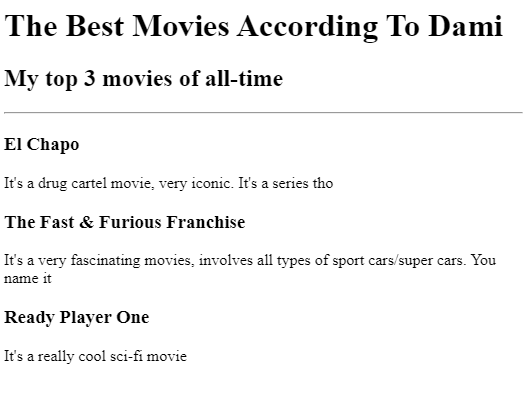 The Best Movies According To Dami
My top 3 movies of all-time
El Chapo
It's a drug cartel movie, very iconic. It's a series tho
The Fast & Furious Franchise
It's a very fascinating movies, involves all types of sport cars/super cars. You
name it
Ready Player One
It's a really cool sci-fi movie